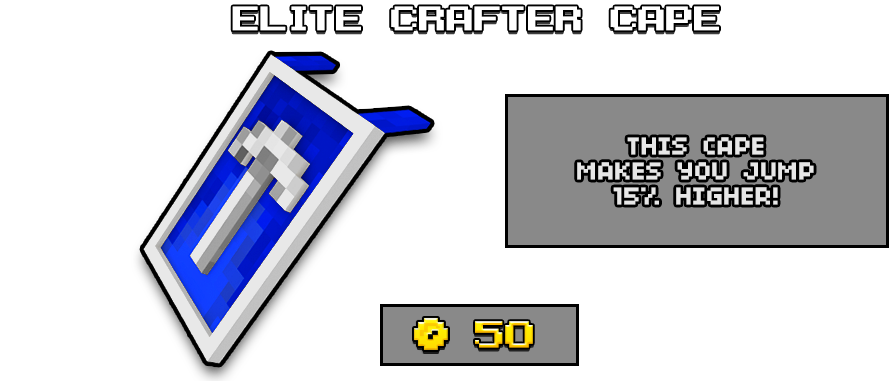 ELITE CRAFTER CAPE
THIS CAPE
MAKES YOU JUMP
15% HIGHER!
50